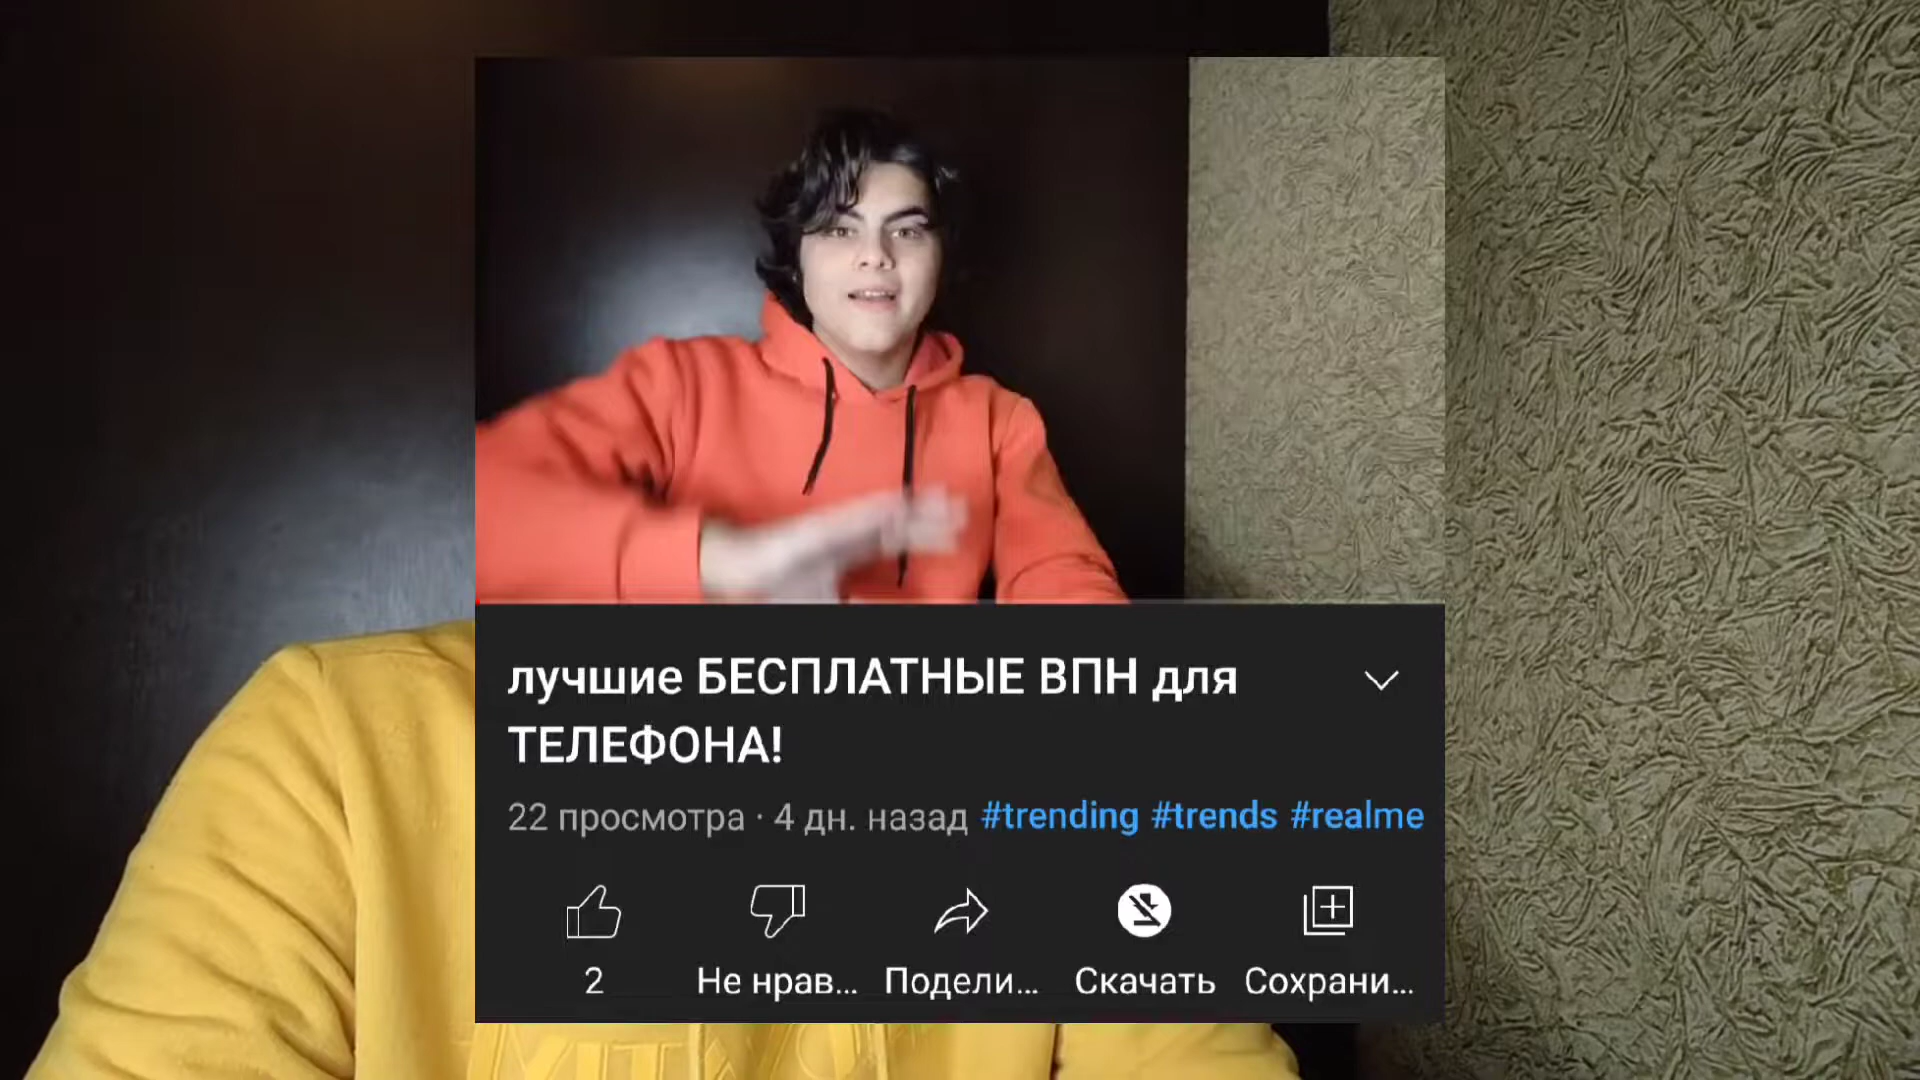 лучшие БЕСПЛАТНЫЕ ВПН для
ТЕЛЕФОНА!
22 просмотра · 4 дн. назад #trending #trends #realme
2 Не нрав... Подели... Скачать Сохрани...